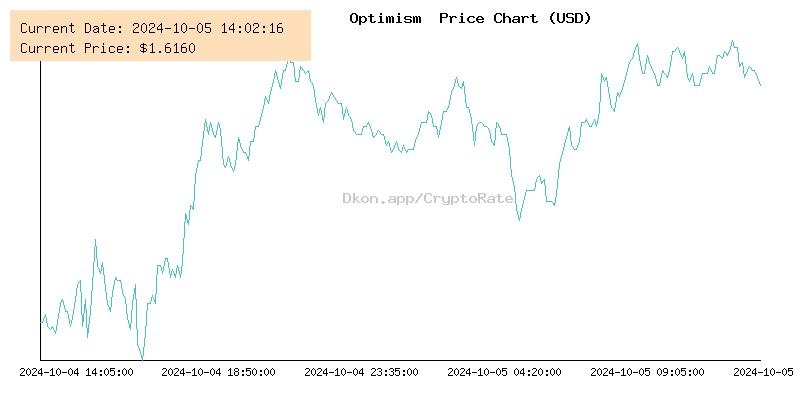 Optimism  Price Chart (USD)
Current Date: 2024-10-05 14:02:16
Current Price: $1.6160
Dkon.app/CryptoRate
2024-10-04 14:05:00 2024-10-04 18:50:00 2024-10-04 23:35:00 2024-10-05 04:20:00 2024-10-05 09:05:00 2024-10-05